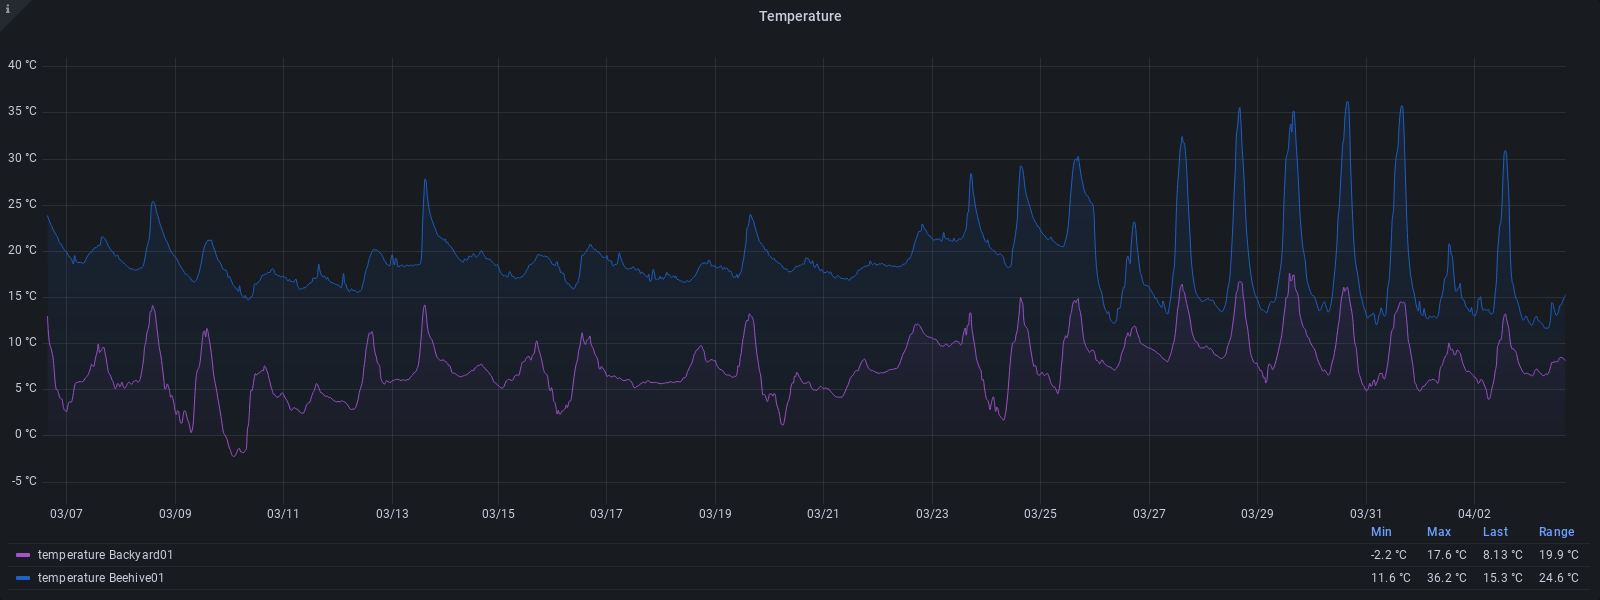 i
Temperature
40 °C
35 °C
30 °C
25 °C
20 °C
15 °C
10 °C
5 °C
0 °C
-5 °C
03/07 03/09 03/11 03/13 03/15 03/17 03/19 03/21 03/23 03/25 03/27 03/29 03/31 04/02
Min Max Last Range
temperature Backyard01 -2.2 °C 17.6 °C 8.13 °C 19.9 °C
temperature Beehive01 11.6 °C 36.2 °C 15.3 °C 24.6 °C